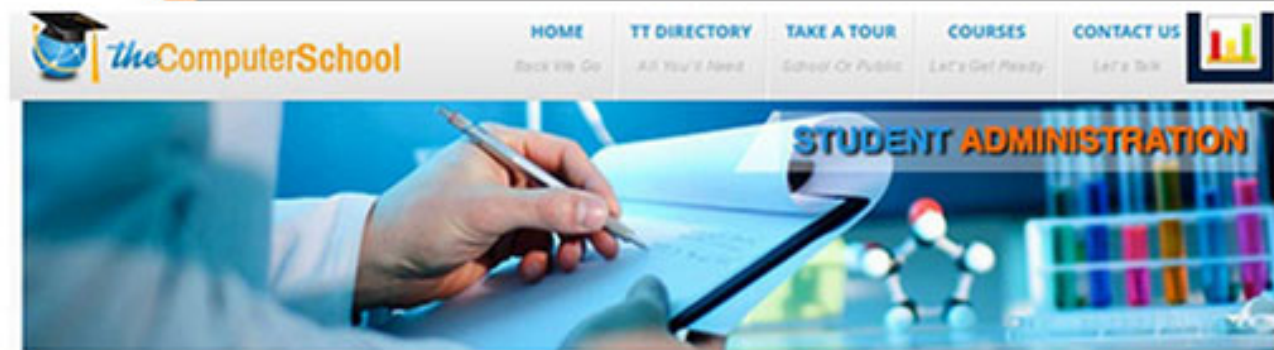 theComputerSchool
HOME TT DIRECTORY TAKE A TOUR COURSES CONTACT US
Back We Go All You'll Need School Or Public Let's Get Ready Let's Talk
STUDENT ADMINISTRATION